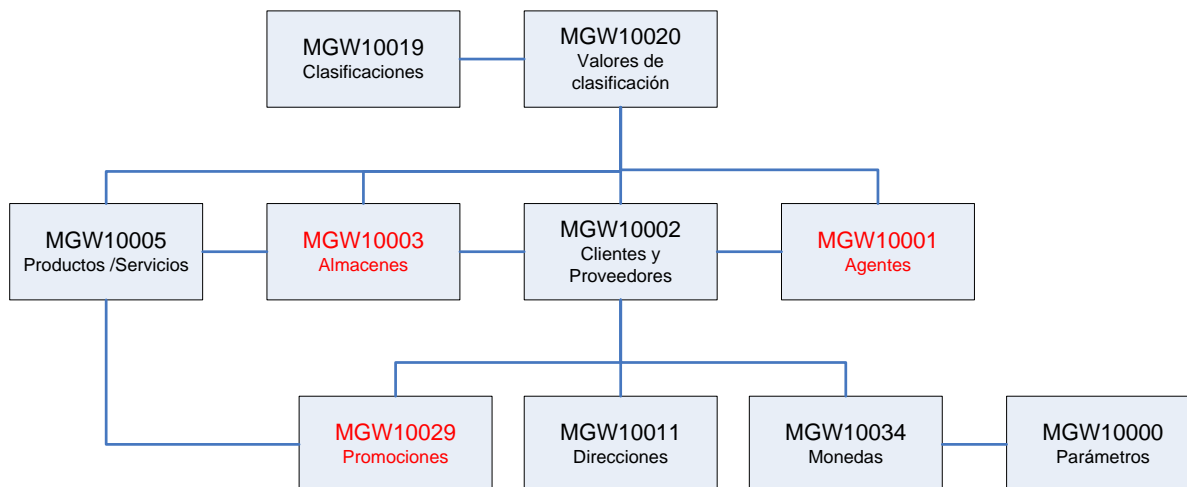 MGW10019
Clasificaciones
MGW10020
Valores de
clasificación
MGW10005
Productos /Servicios
MGW10003
Almacenes
MGW10002
Clientes y
Proveedores
MGW10001
Agentes
MGW10029
Promociones
MGW10011
Direcciones
MGW10034
Monedas
MGW10000
Parámetros